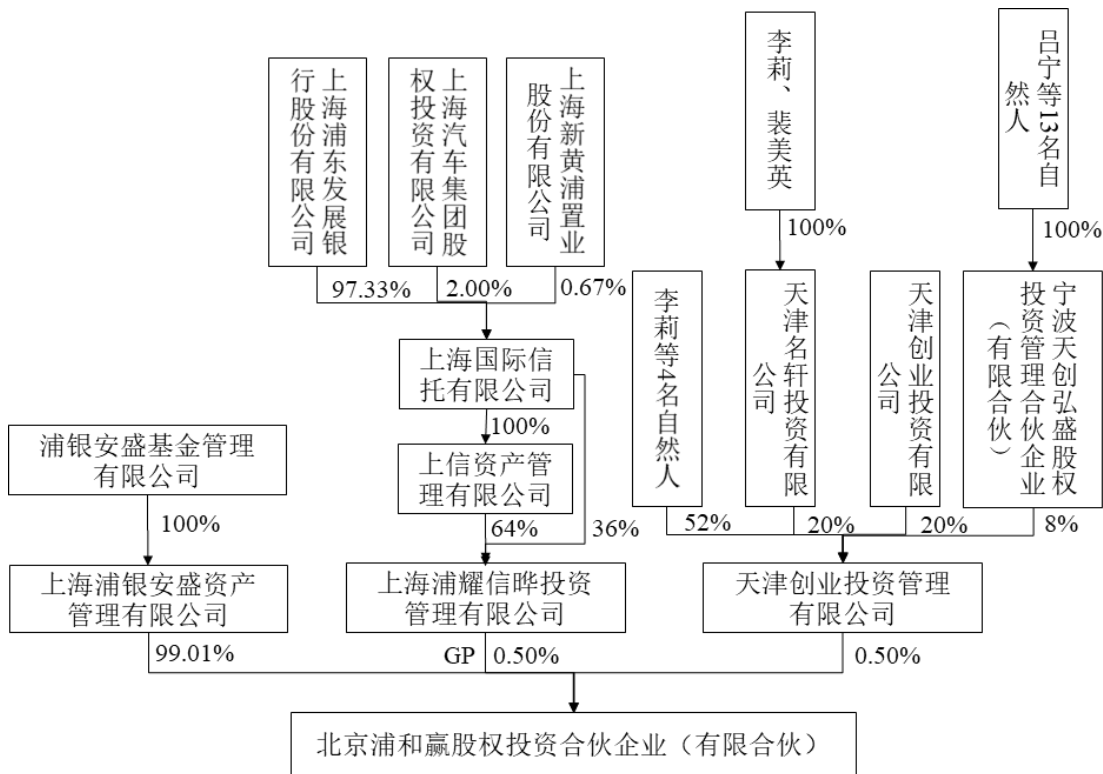 上海浦东发展银
行股份有限公司
上海汽车集团股
权投资有限公司
上海新黄浦置业
股份有限公司
李莉、裴美英
吕宁等13名自
然人
100%
100%
97.33%
2.00%
0.67%
李莉等4名自然人
天津名轩投资有限
公司
天津创业投资有限
公司
宁波天创弘盛股权
投资管理合伙企业
（有限合伙）
上海国际信
托有限公司
100%
浦银安盛基金管理
有限公司
上信资产管
理有限公司
100%
64%
36%
52%
20%
20%
8%
上海浦银安盛资产
管理有限公司
上海浦耀信晔投资
管理有限公司
天津创业投资管理
有限公司
99.01%
GP
0.50%
0.50%
北京浦和赢股权投资合伙企业（有限合伙）